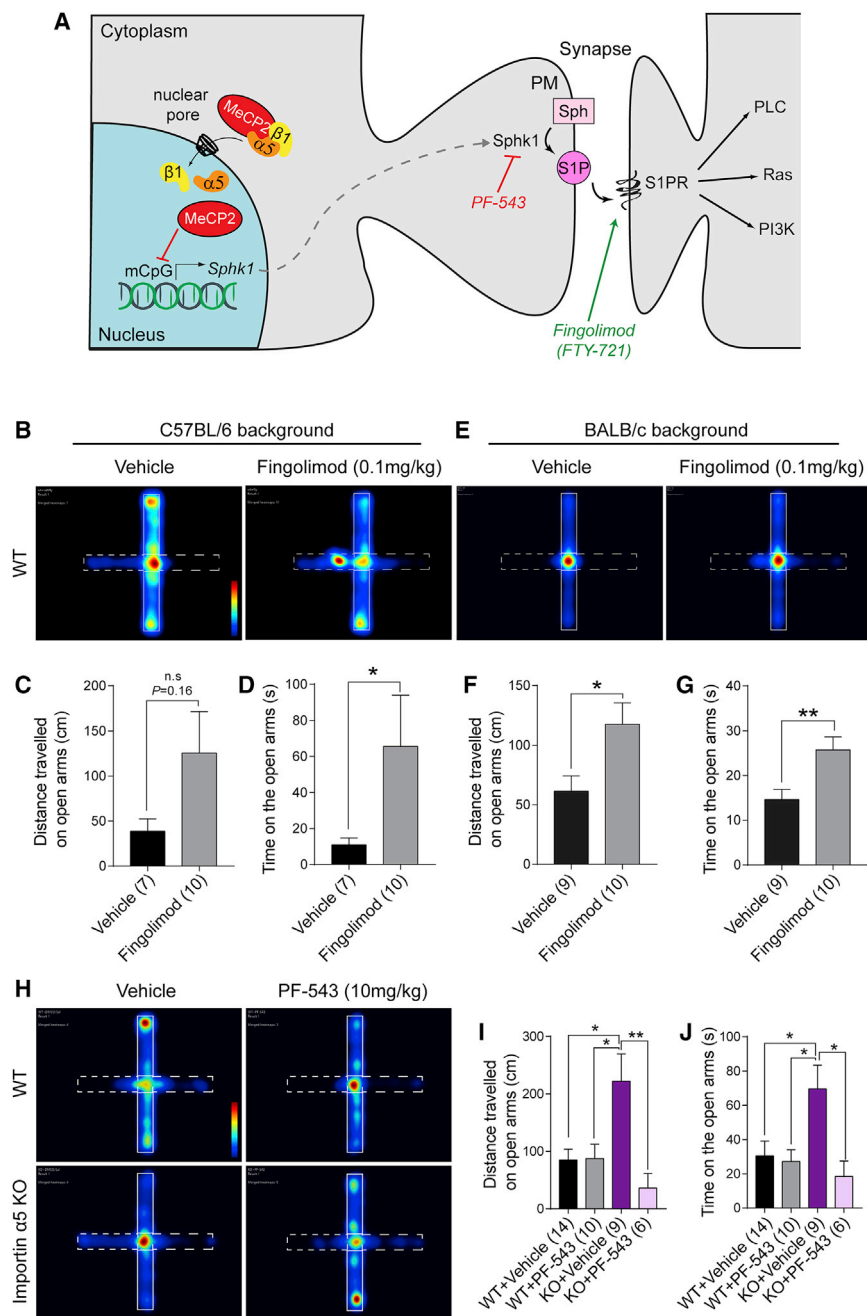 A
Cytoplasm
nuclear
pore
MeCP2
β1
α5
β1
α5
MeCP2
mCpG
Sphk1
Nucleus
Synapse
PM
Sph
Sphk1
S1P
PF-543
S1PR
PLC
Ras
PI3K
Fingolimod
(FTY-721)
B
C57BL/6 background
Vehicle
Fingolimod (0.1mg/kg)
WT
E
BALB/c background
Vehicle
Fingolimod (0.1mg/kg)
C
Distance travelled
on open arms (cm)
200
150
100
50
0
n.s
P=0.16
Vehicle (7)
Fingolimod (10)
D
Time on the open arms (s)
100
80
60
40
20
0
*
Vehicle (7)
Fingolimod (10)
F
Distance travelled
on open arms (cm)
150
100
50
0
*
Vehicle (9)
Fingolimod (10)
G
Time on the open arms (s)
40
30
20
10
0
**
Vehicle (9)
Fingolimod (10)
H
Vehicle
PF-543 (10mg/kg)
WT
Importin α5 KO
I
Distance travelled
on open arms (cm)
300
200
100
0
*
*
**
WT+Vehicle (14)
WT+PF-543 (10)
KO+Vehicle (9)
KO+PF-543 (6)
J
Time on the open arms (s)
100
80
60
40
20
0
*
*
*
WT+Vehicle (14)
WT+PF-543 (10)
KO+Vehicle (9)
KO+PF-543 (6)